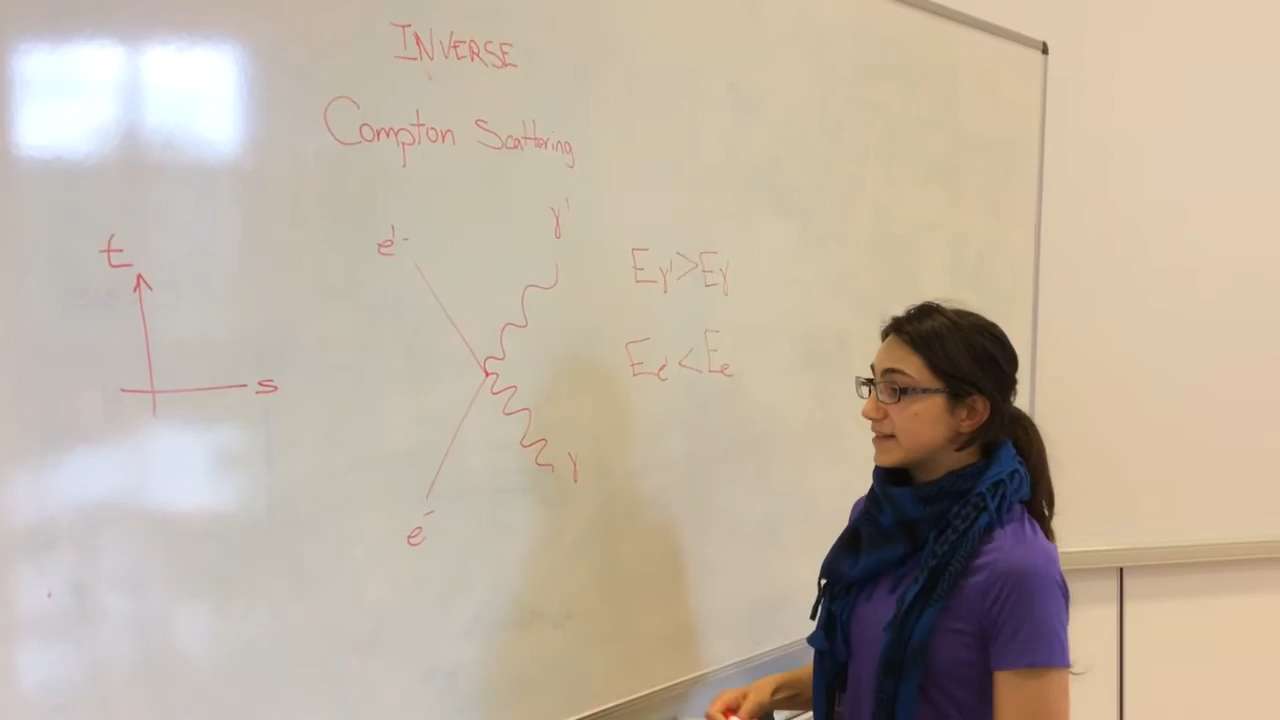 INVERSE
Compton Scattering
t
s
e'-
γ'
Eγ' > Eγ
Ee' < Ee
γ
e-